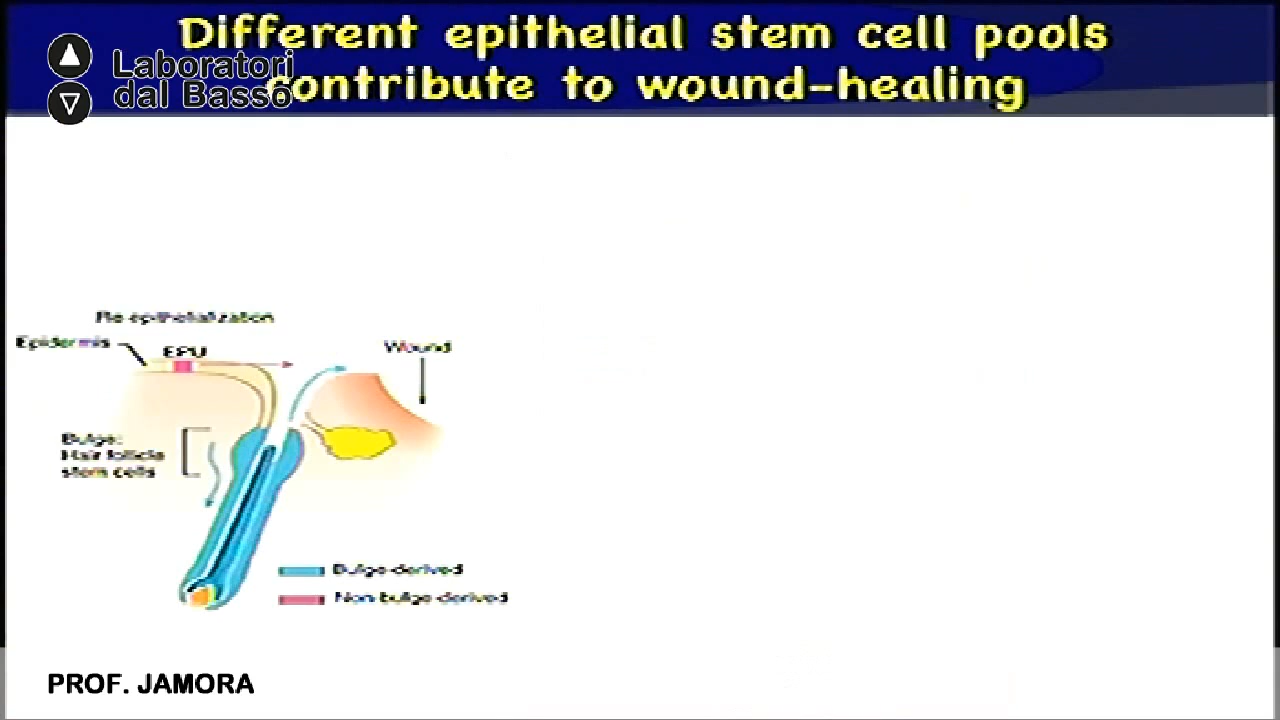 Different epithelial stem cell pools
contribute to wound-healing
Laboratori
dal Basso
Re-epithelialization
Epidermis
EPU
Wound
Bulge:
Hair follicle
stem cells
Bulge-derived
Non-bulge-derived
PROF. JAMORA